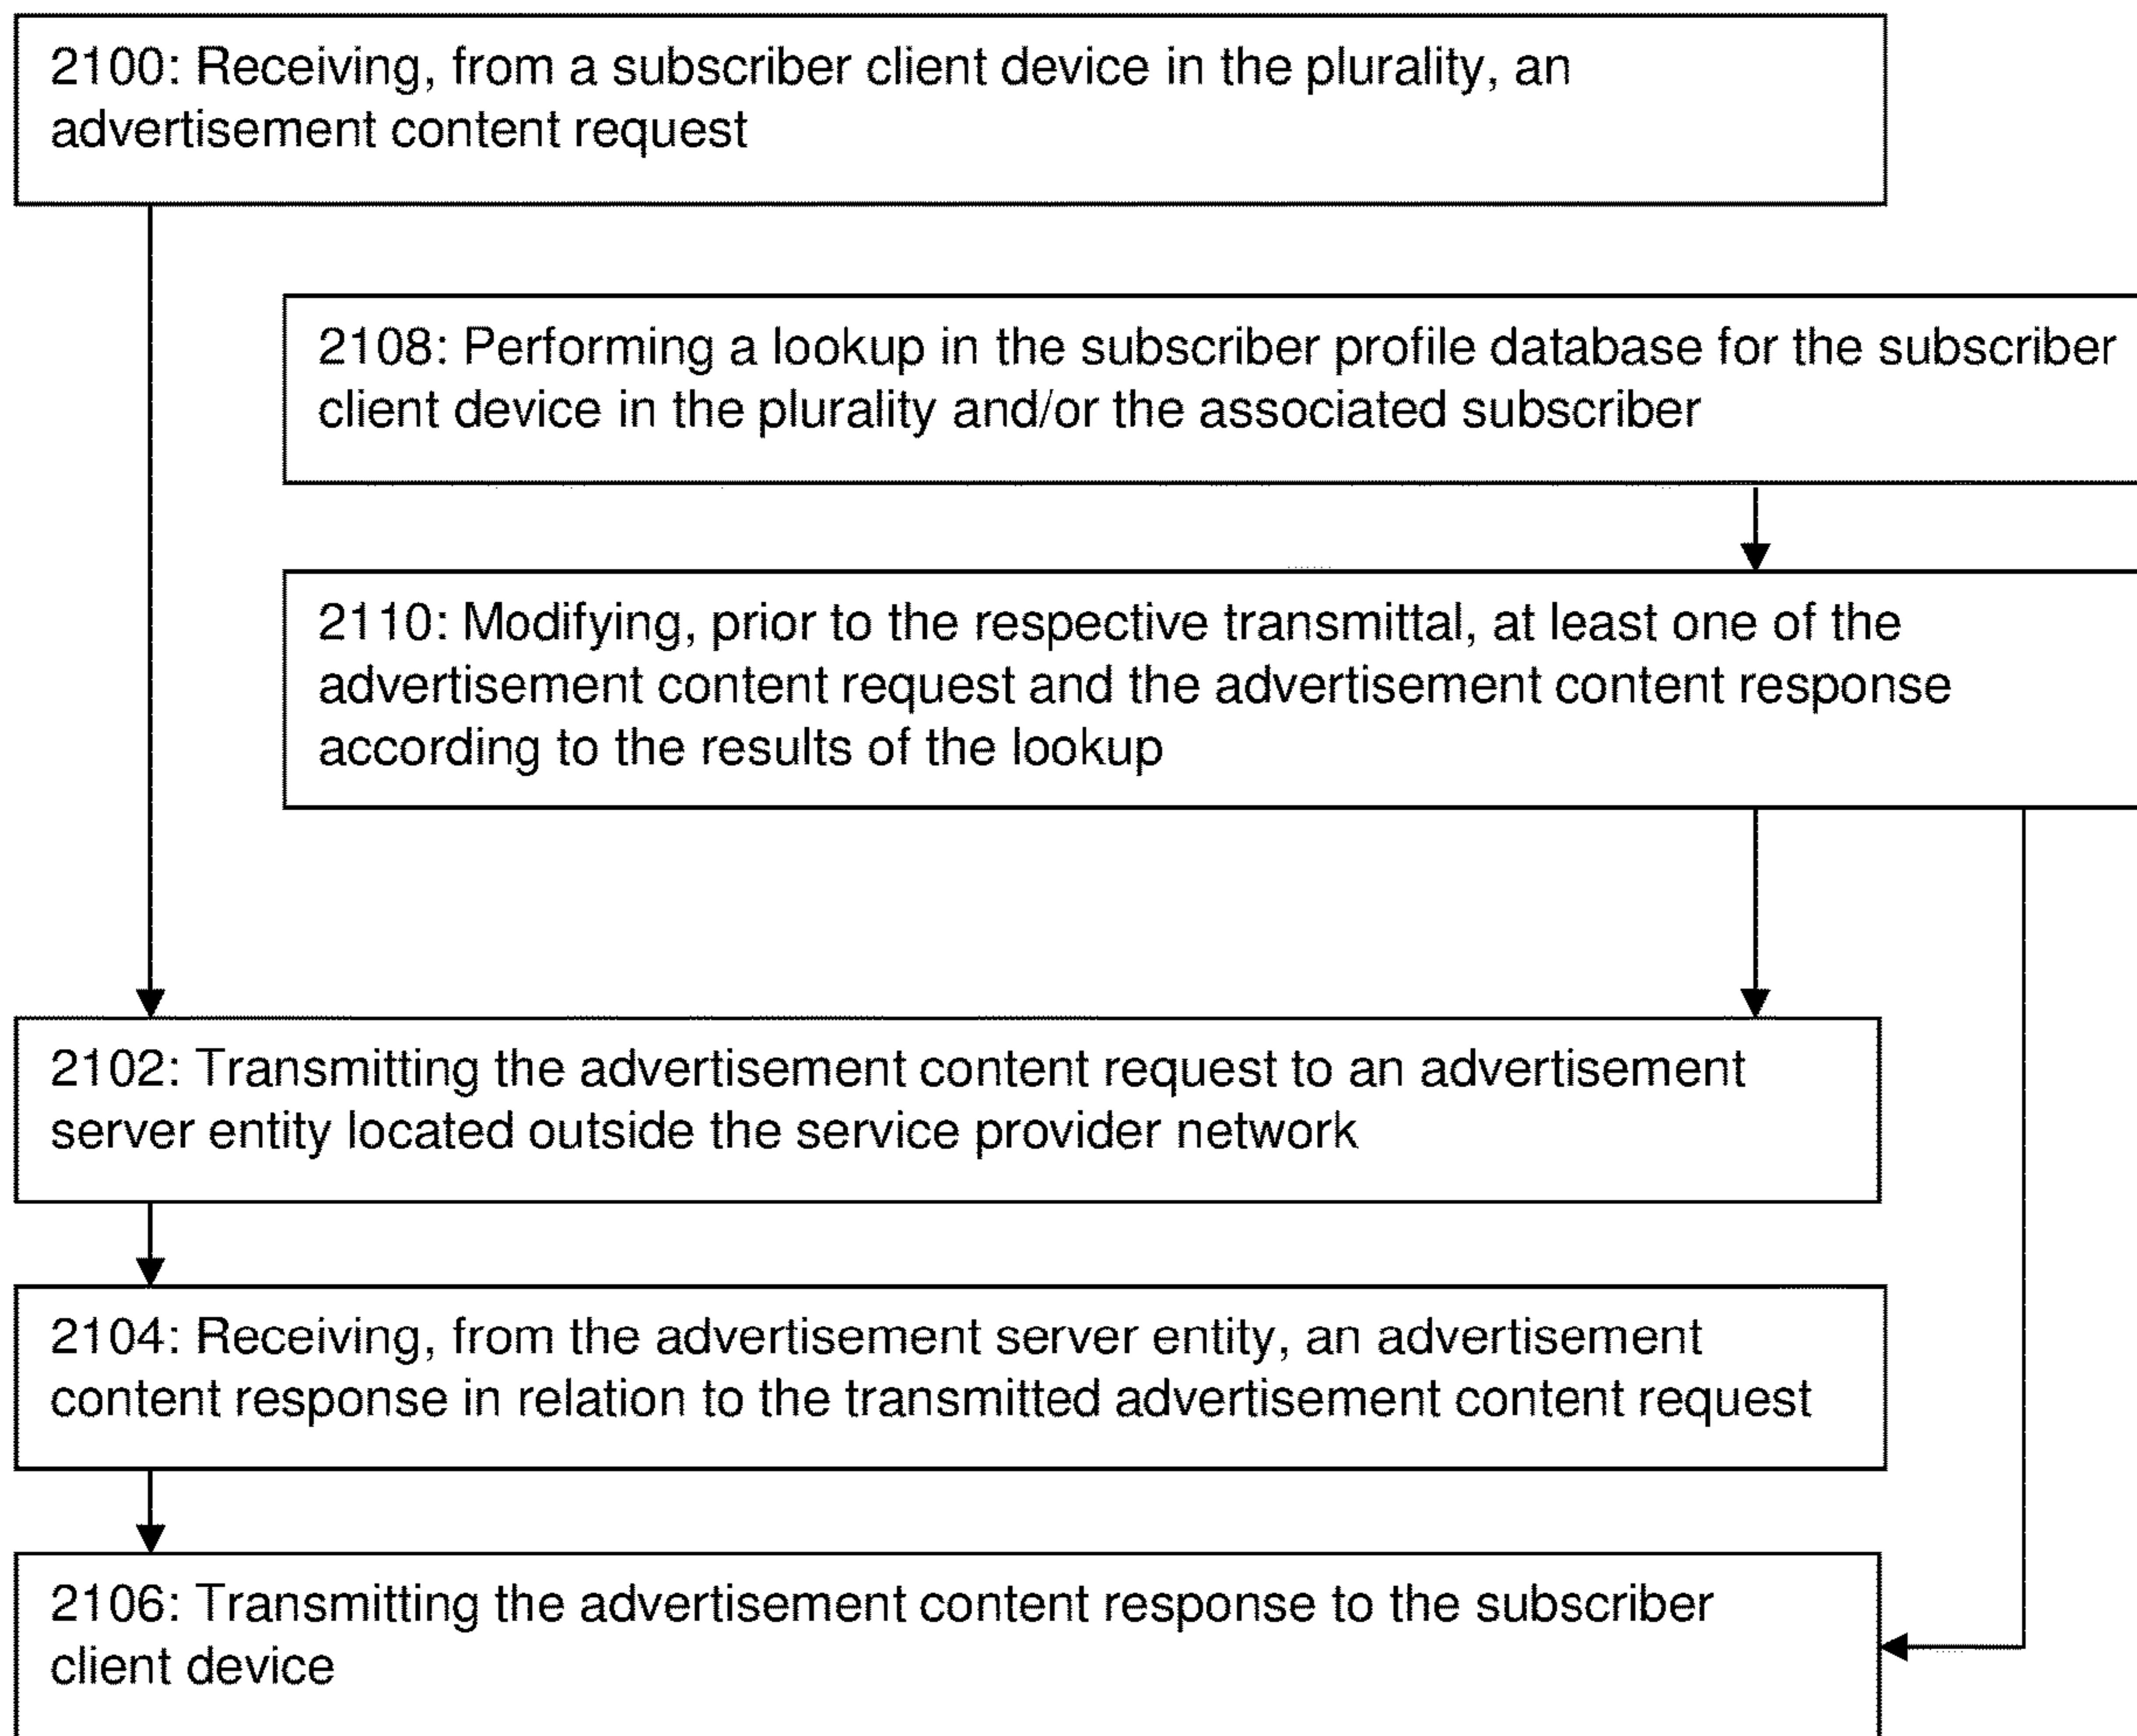 2100: Receiving, from a subscriber client device in the plurality, an
advertisement content request
2108: Performing a lookup in the subscriber profile database for the subscriber
client device in the plurality and/or the associated subscriber
2110: Modifying, prior to the respective transmittal, at least one of the
advertisement content request and the advertisement content response
according to the results of the lookup
2102: Transmitting the advertisement content request to an advertisement
server entity located outside the service provider network
2104: Receiving, from the advertisement server entity, an advertisement
content response in relation to the transmitted advertisement content request
2106: Transmitting the advertisement content response to the subscriber
client device